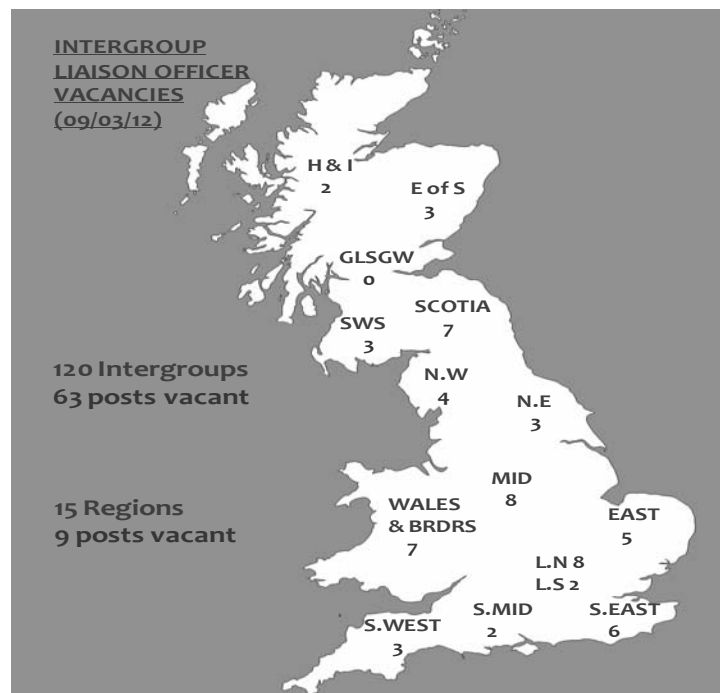 INTERGROUP
LIAISON OFFICER
VACANCIES
(09/03/12)
H & I
2
E of S
3
GLSGW
0
SCOTIA
7
SWS
3
120 Intergroups
63 posts vacant
N.W
4
N.E
3
MID
8
15 Regions
9 posts vacant
WALES
& BRDRS
7
EAST
5
L.N 8
L.S 2
S.WEST
3
S.MID
2
S.EAST
6